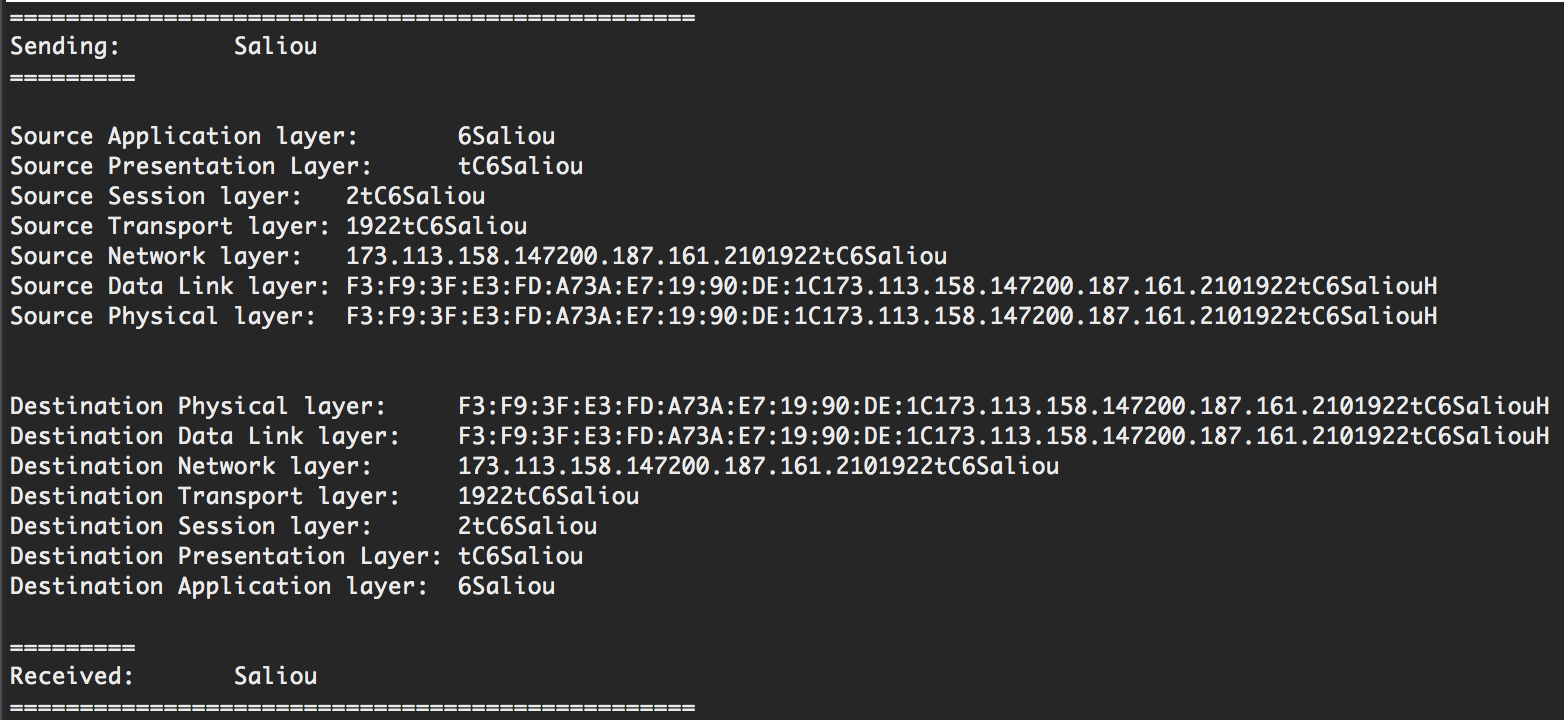 =================================================
Sending:        Saliou
=========
Source Application layer:       6Saliou
Source Presentation Layer:      tC6Saliou
Source Session layer:   2tC6Saliou
Source Transport layer: 1922tC6Saliou
Source Network layer:   173.113.158.147200.187.161.2101922tC6Saliou
Source Data Link layer: F3:F9:3F:E3:FD:A73A:E7:19:90:DE:1C173.113.158.147200.187.161.2101922tC6SaliouH
Source Physical layer:  F3:F9:3F:E3:FD:A73A:E7:19:90:DE:1C173.113.158.147200.187.161.2101922tC6SaliouH
Destination Physical layer:     F3:F9:3F:E3:FD:A73A:E7:19:90:DE:1C173.113.158.147200.187.161.2101922tC6SaliouH
Destination Data Link layer:    F3:F9:3F:E3:FD:A73A:E7:19:90:DE:1C173.113.158.147200.187.161.2101922tC6SaliouH
Destination Network layer:      173.113.158.147200.187.161.2101922tC6Saliou
Destination Transport layer:    1922tC6Saliou
Destination Session layer:      2tC6Saliou
Destination Presentation Layer: tC6Saliou
Destination Application layer:  6Saliou
=========
Received:       Saliou
=================================================